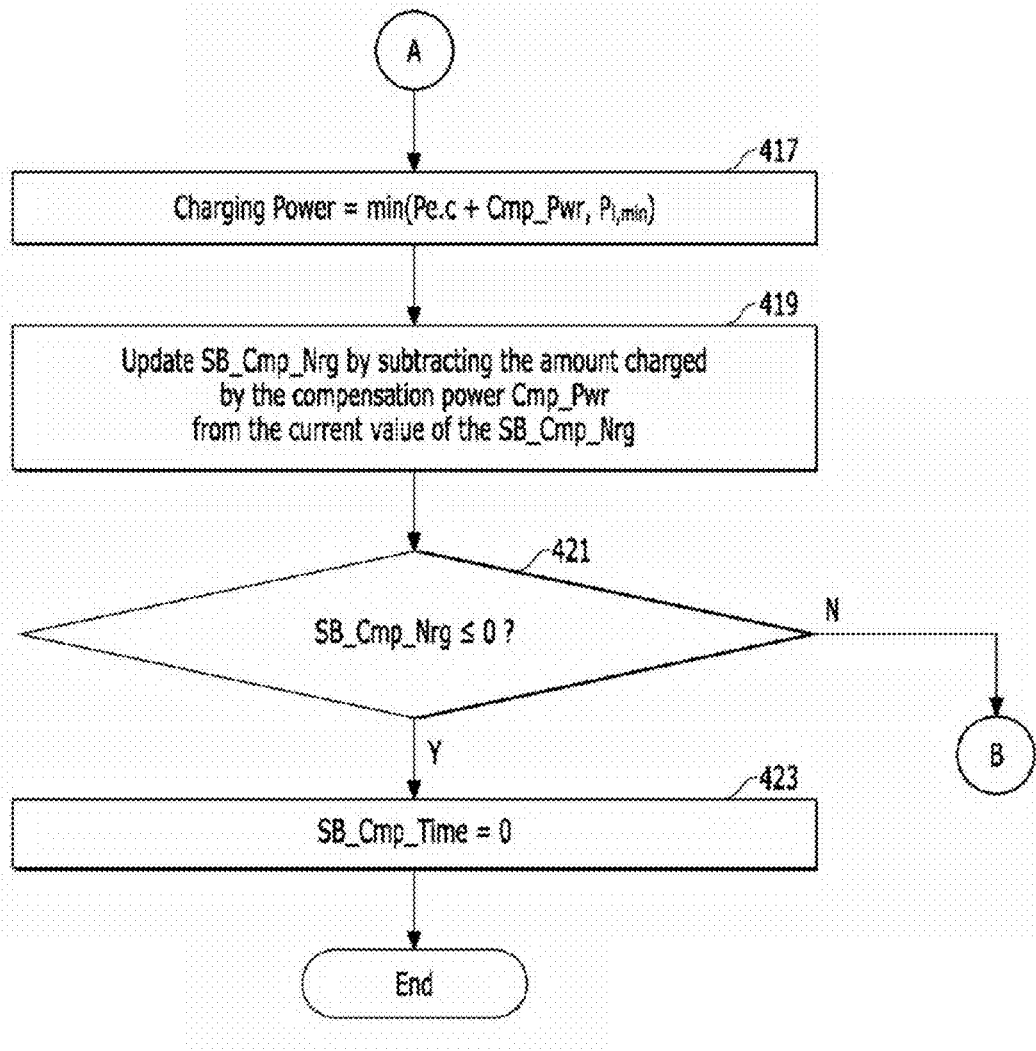 A
417
Charging Power = min(Pe.c + Cmp_Pwr, Pl,min)
419
Update SB_Cmp_Nrg by subtracting the amount charged
by the compensation power Cmp_Pwr
from the current value of the SB_Cmp_Nrg
421
SB_Cmp_Nrg ≤ 0 ?
N
B
Y
423
SB_Cmp_Time = 0
End